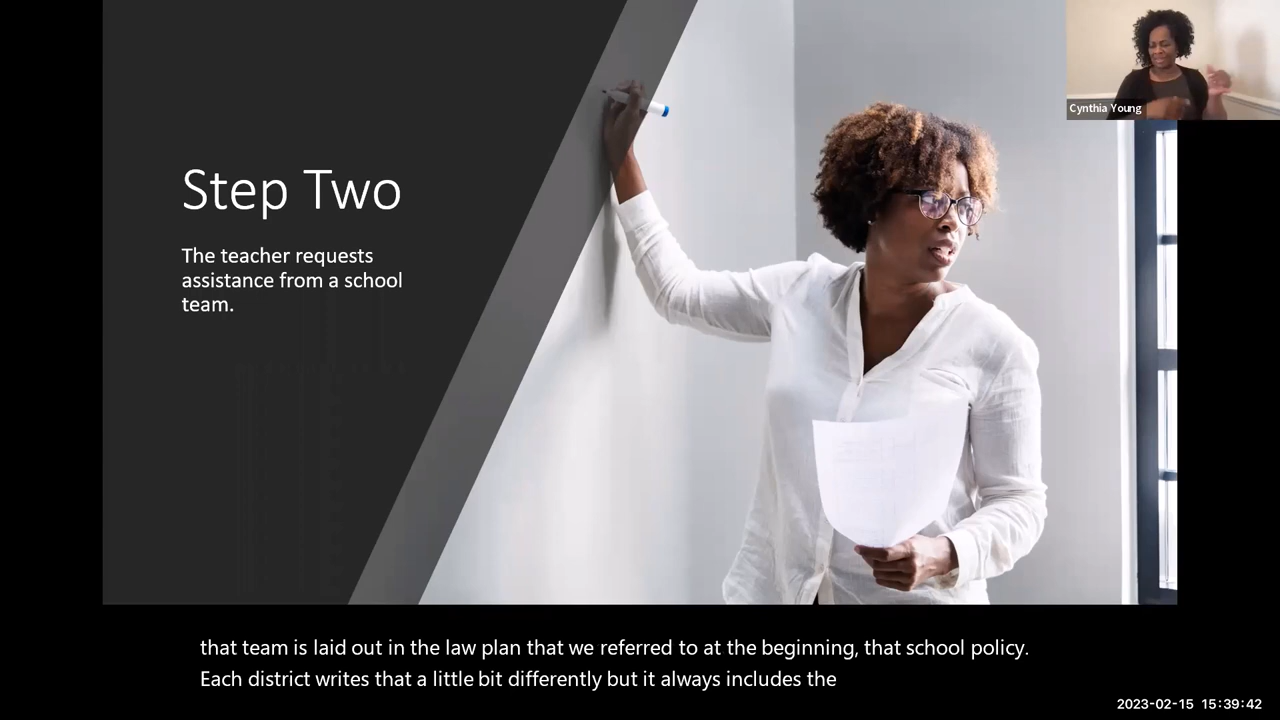 Cynthia Young
Step Two
The teacher requests
assistance from a school
team.
that team is laid out in the law plan that we referred to at the beginning, that school policy.
Each district writes that a little bit differently but it always includes the
2023-02-15 15:39:42